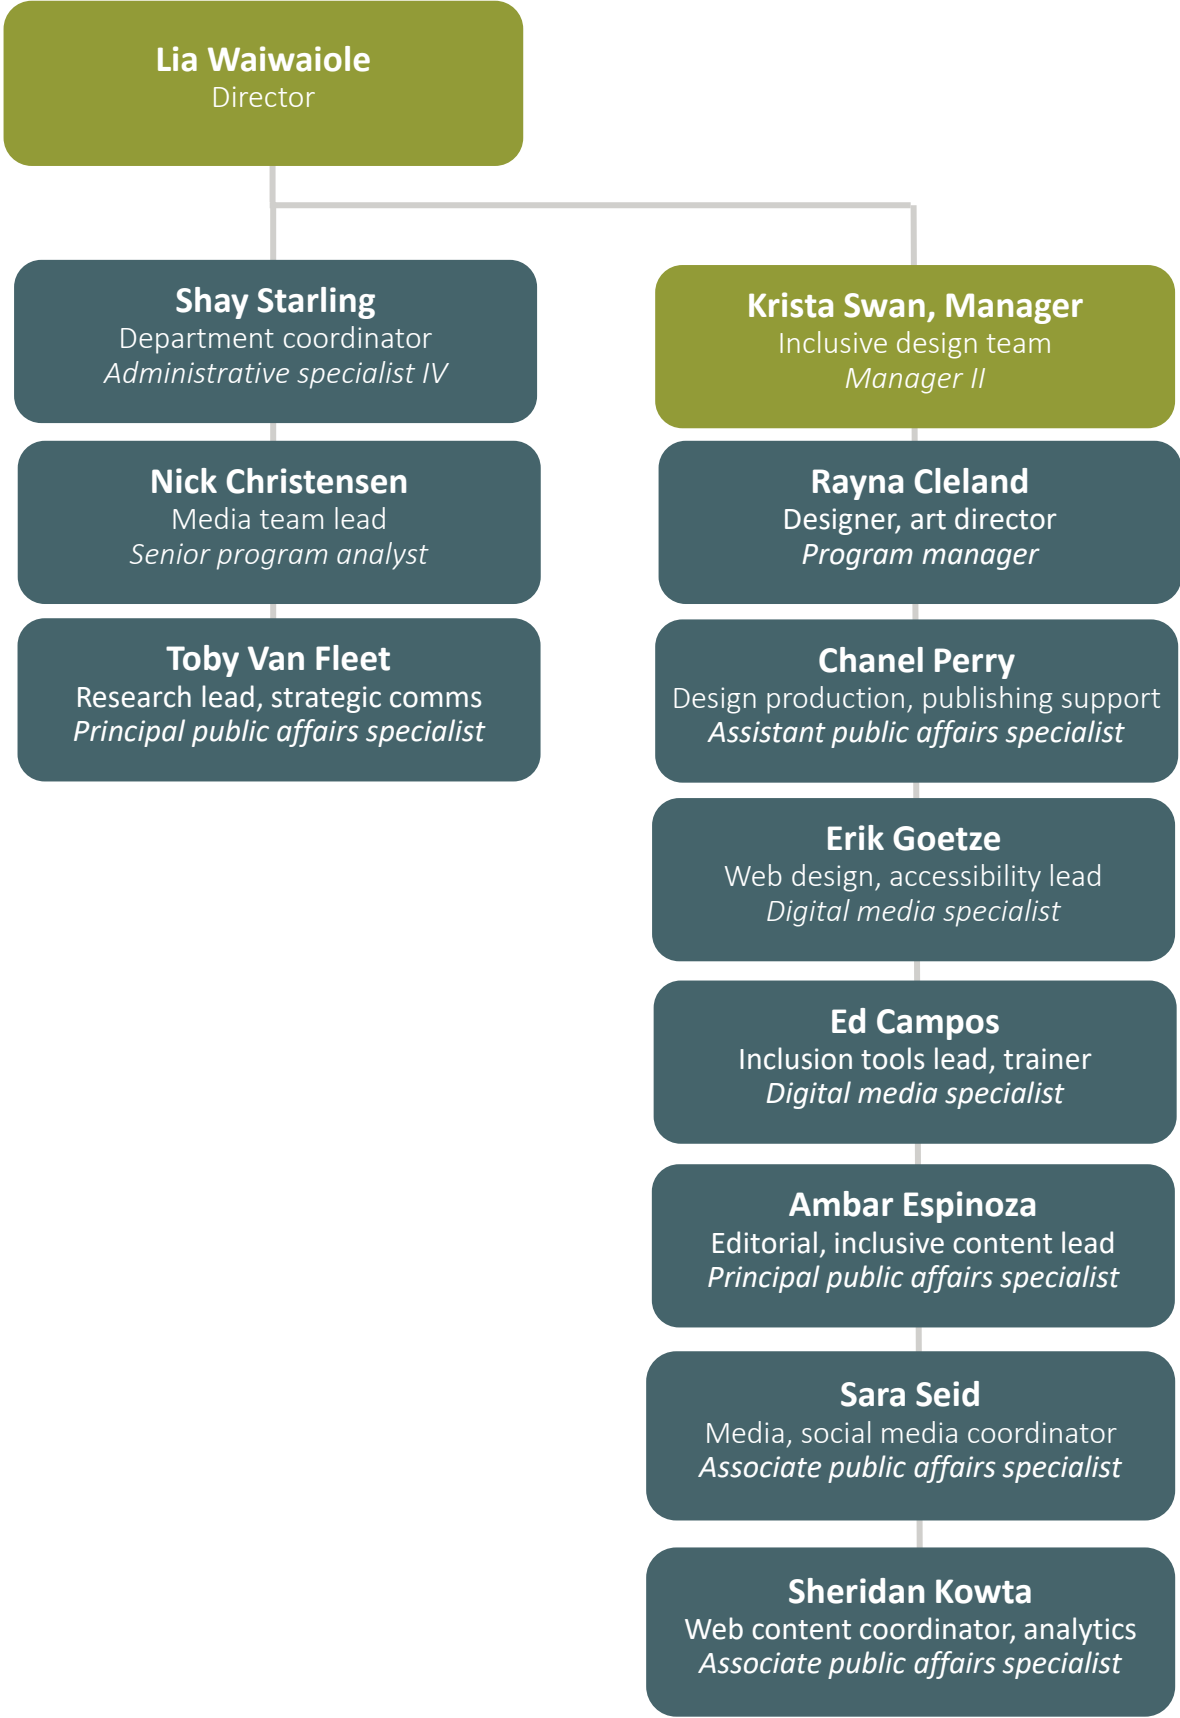 Lia Waiwaiole
Director
Shay Starling
Department coordinator
Administrative specialist IV
Nick Christensen
Media team lead
Senior program analyst
Toby Van Fleet
Research lead, strategic comms
Principal public affairs specialist
Krista Swan, Manager
Inclusive design team
Manager II
Rayna Cleland
Designer, art director
Program manager
Chanel Perry
Design production, publishing support
Assistant public affairs specialist
Erik Goetze
Web design, accessibility lead
Digital media specialist
Ed Campos
Inclusion tools lead, trainer
Digital media specialist
Ambar Espinoza
Editorial, inclusive content lead
Principal public affairs specialist
Sara Seid
Media, social media coordinator
Associate public affairs specialist
Sheridan Kowta
Web content coordinator, analytics
Associate public affairs specialist